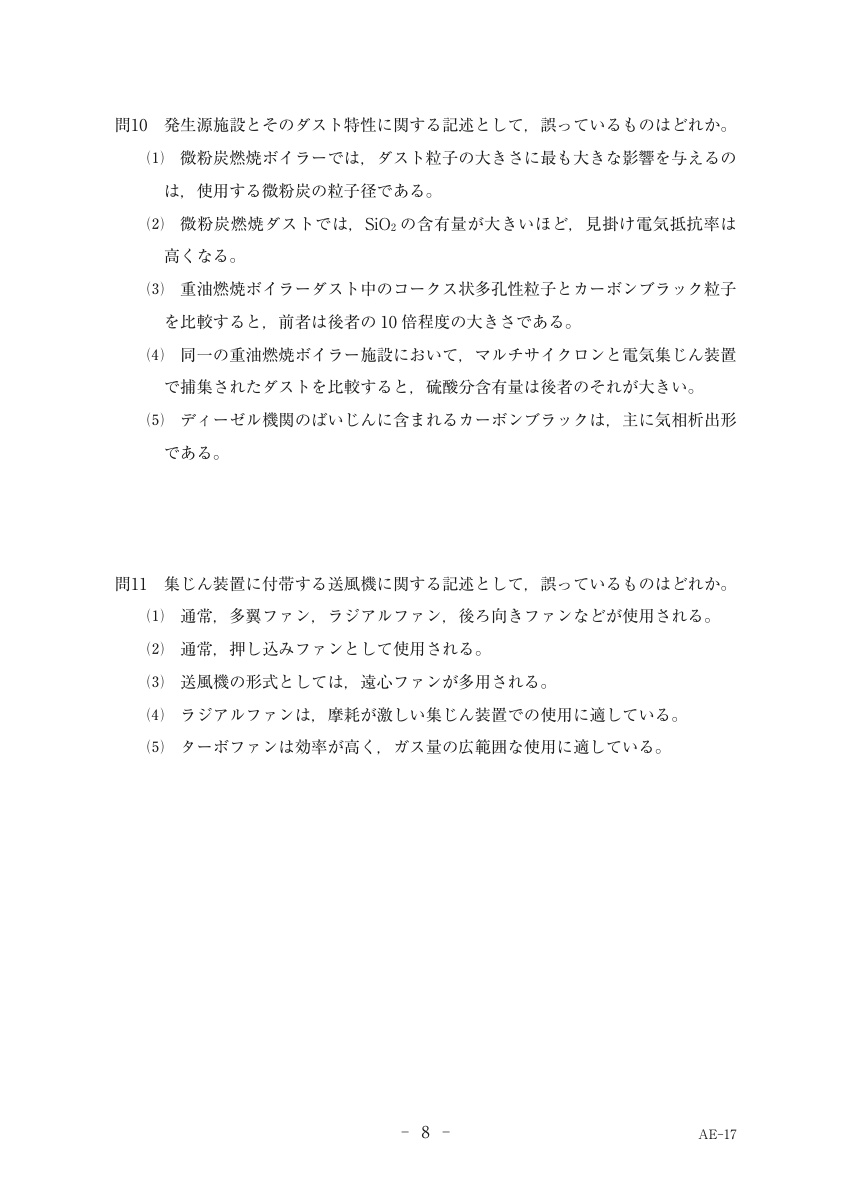 問10　発生源施設とそのダスト特性に関する記述として，誤っているものはどれか。
⑴　微粉炭燃焼ボイラーでは，ダスト粒子の大きさに最も大きな影響を与えるの
は，使用する微粉炭の粒子径である。
⑵　微粉炭燃焼ダストでは，SiO₂ の含有量が大きいほど，見掛け電気抵抗率は
高くなる。
⑶　重油燃焼ボイラーダスト中のコークス状多孔性粒子とカーボンブラック粒子
を比較すると，前者は後者の 10 倍程度の大きさである。
⑷　同一の重油燃焼ボイラー施設において，マルチサイクロンと電気集じん装置
で捕集されたダストを比較すると，硫酸分含有量は後者のそれが大きい。
⑸　ディーゼル機関のばいじんに含まれるカーボンブラックは，主に気相析出形
である。
問11　集じん装置に付帯する送風機に関する記述として，誤っているものはどれか。
⑴　通常，多翼ファン，ラジアルファン，後ろ向きファンなどが使用される。
⑵　通常，押し込みファンとして使用される。
⑶　送風機の形式としては，遠心ファンが多用される。
⑷　ラジアルファンは，摩耗が激しい集じん装置での使用に適している。
⑸　ターボファンは効率が高く，ガス量の広範囲な使用に適している。
－ 8 －
AE–17